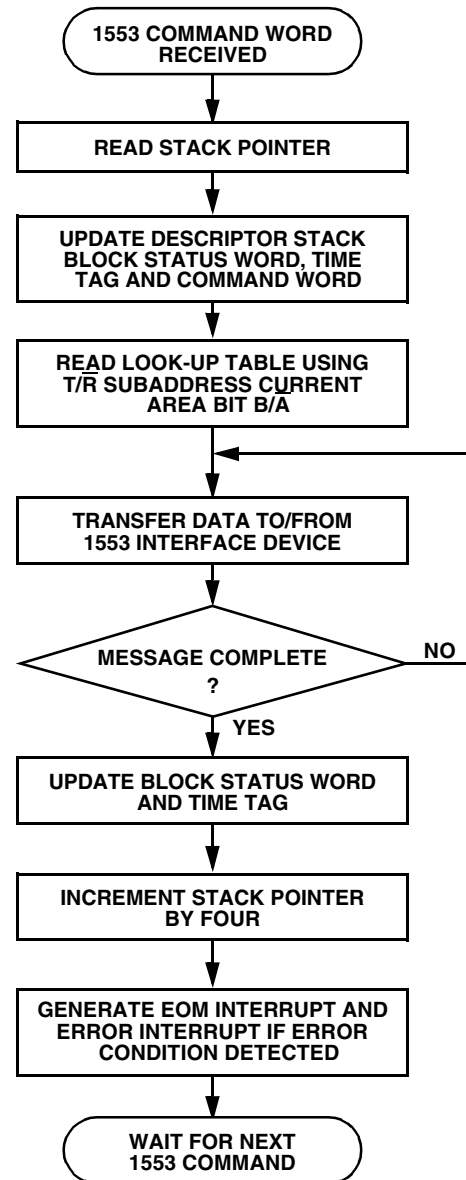 1553 COMMAND WORD
RECEIVED
READ STACK POINTER
UPDATE DESCRIPTOR STACK
BLOCK STATUS WORD, TIME
TAG AND COMMAND WORD
READ LOOK-UP TABLE USING
T/R̅ SUBADDRESS CURRENT
AREA BIT B/A̅
TRANSFER DATA TO/FROM
1553 INTERFACE DEVICE
MESSAGE COMPLETE
?
NO
YES
UPDATE BLOCK STATUS WORD
AND TIME TAG
INCREMENT STACK POINTER
BY FOUR
GENERATE EOM INTERRUPT AND
ERROR INTERRUPT IF ERROR
CONDITION DETECTED
WAIT FOR NEXT
1553 COMMAND